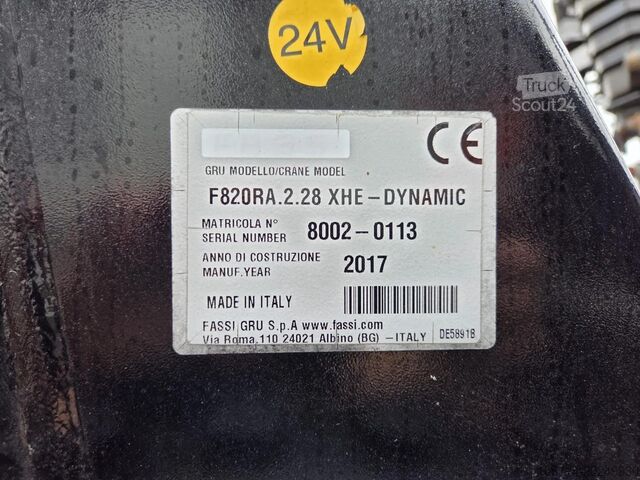 24V
Truck
Scout24
CE
GRU MODELLO/CRANE MODEL
F820RA.2.28 XHE-DYNAMIC
MATRICOLA N°
SERIAL NUMBER 8002-0113
ANNO DI COSTRUZIONE
MANUF.YEAR 2017
MADE IN ITALY
FASSI GRU S.p.A www.fassi.com
Via Roma,110 24021 Albino (BG) -ITALY
DE5891B